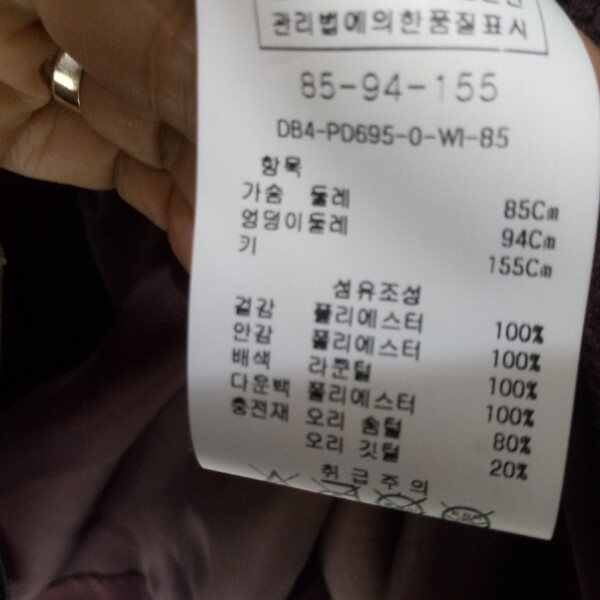 관리법에의한품질표시
85-94-155
DB4-PD695-0-WI-85
항목
가슴 둘레 85Cm
엉덩이둘레 94Cm
키 155Cm
섬유조성
겉감 폴리에스터 100%
안감 폴리에스터 100%
배색 라쿤털 100%
다운백 폴리에스터 100%
충전재 오리 솜털 80%
오리 깃털 20%
취급주의